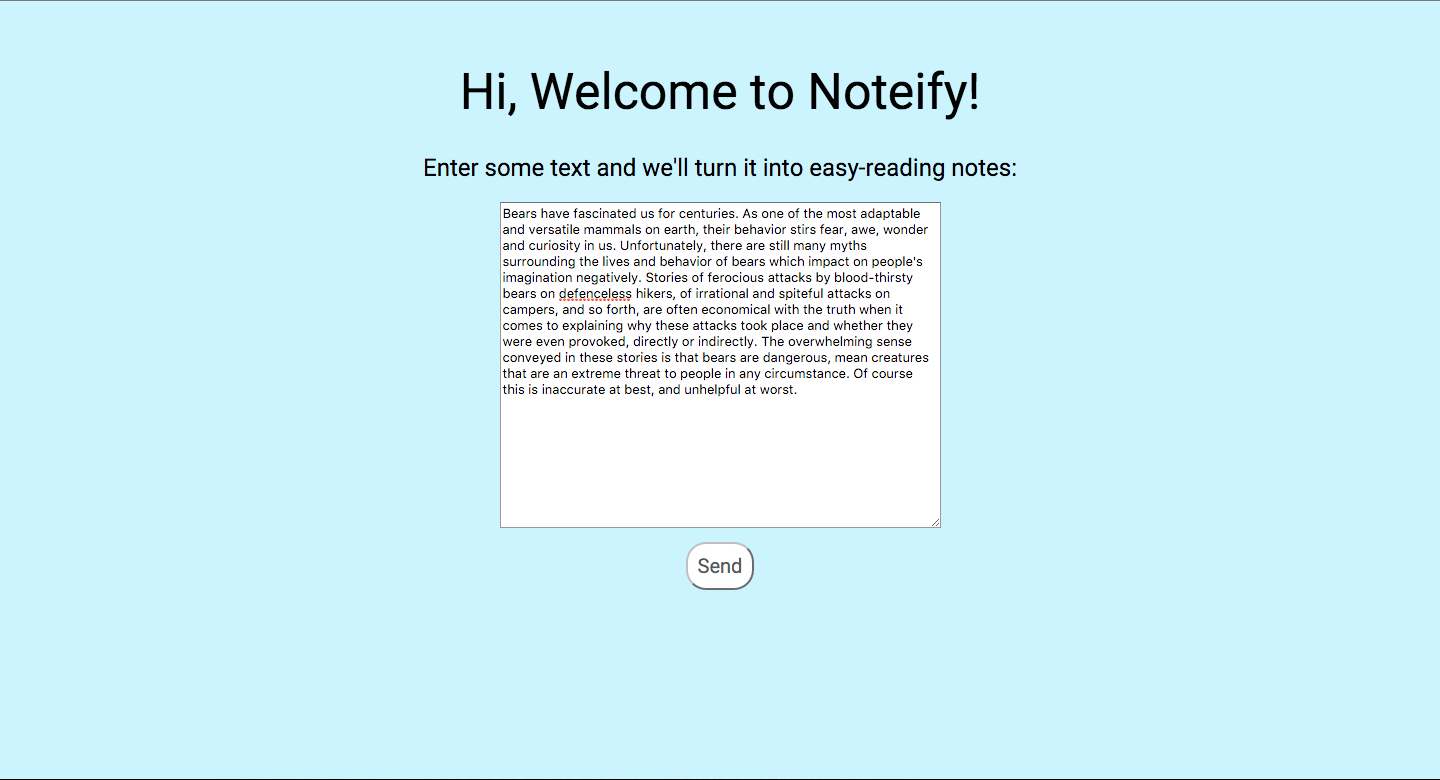 Hi, Welcome to Noteify!
Enter some text and we'll turn it into easy-reading notes:
Bears have fascinated us for centuries. As one of the most adaptable
and versatile mammals on earth, their behavior stirs fear, awe, wonder
and curiosity in us. Unfortunately, there are still many myths
surrounding the lives and behavior of bears which impact on people's
imagination negatively. Stories of ferocious attacks by blood-thirsty
bears on defenceless hikers, of irrational and spiteful attacks on
campers, and so forth, are often economical with the truth when it
comes to explaining why these attacks took place and whether they
were even provoked, directly or indirectly. The overwhelming sense
conveyed in these stories is that bears are dangerous, mean creatures
that are an extreme threat to people in any circumstance. Of course
this is inaccurate at best, and unhelpful at worst.
Send